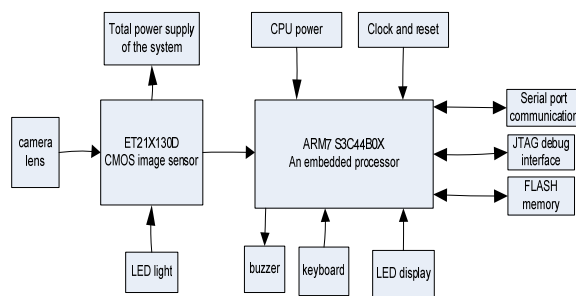 Total power supply
of the system
CPU power
Clock and reset
camera
lens
ET21X130D
CMOS image sensor
ARM7 S3C44B0X
An embedded processor
Serial port
communication
JTAG debug
interface
FLASH
memory
LED light
buzzer
keyboard
LED display